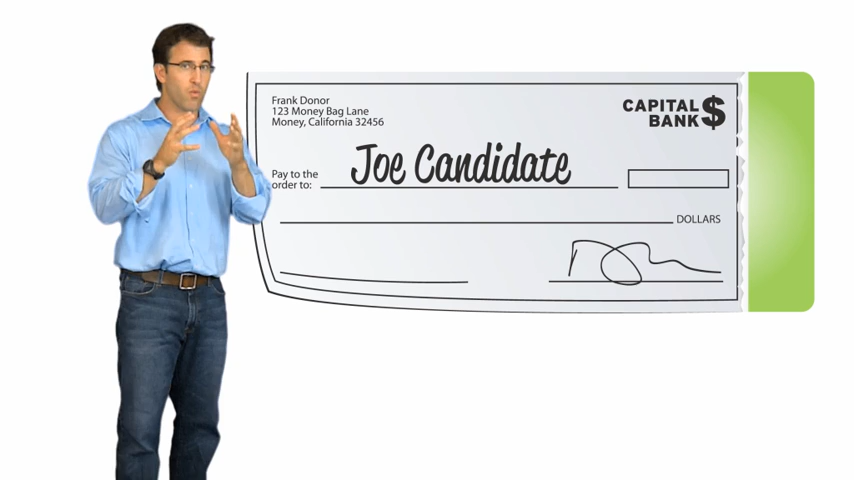 Frank Donor
123 Money Bag Lane
Money, California 32456
CAPITAL
BANK $
Pay to the
order to:
Joe Candidate
DOLLARS